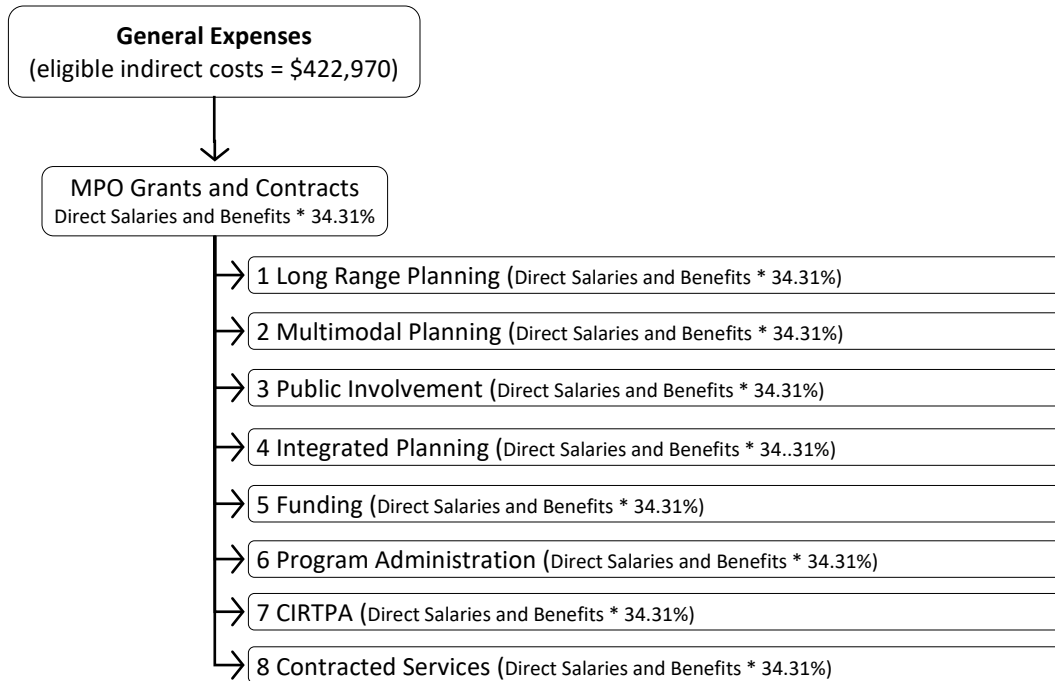 General Expenses
(eligible indirect costs = $422,970)
MPO Grants and Contracts
Direct Salaries and Benefits * 34.31%
1 Long Range Planning (Direct Salaries and Benefits * 34.31%)
2 Multimodal Planning (Direct Salaries and Benefits * 34.31%)
3 Public Involvement (Direct Salaries and Benefits * 34.31%)
4 Integrated Planning (Direct Salaries and Benefits * 34..31%)
5 Funding (Direct Salaries and Benefits * 34.31%)
6 Program Administration (Direct Salaries and Benefits * 34.31%)
7 CIRTPA (Direct Salaries and Benefits * 34.31%)
8 Contracted Services (Direct Salaries and Benefits * 34.31%)